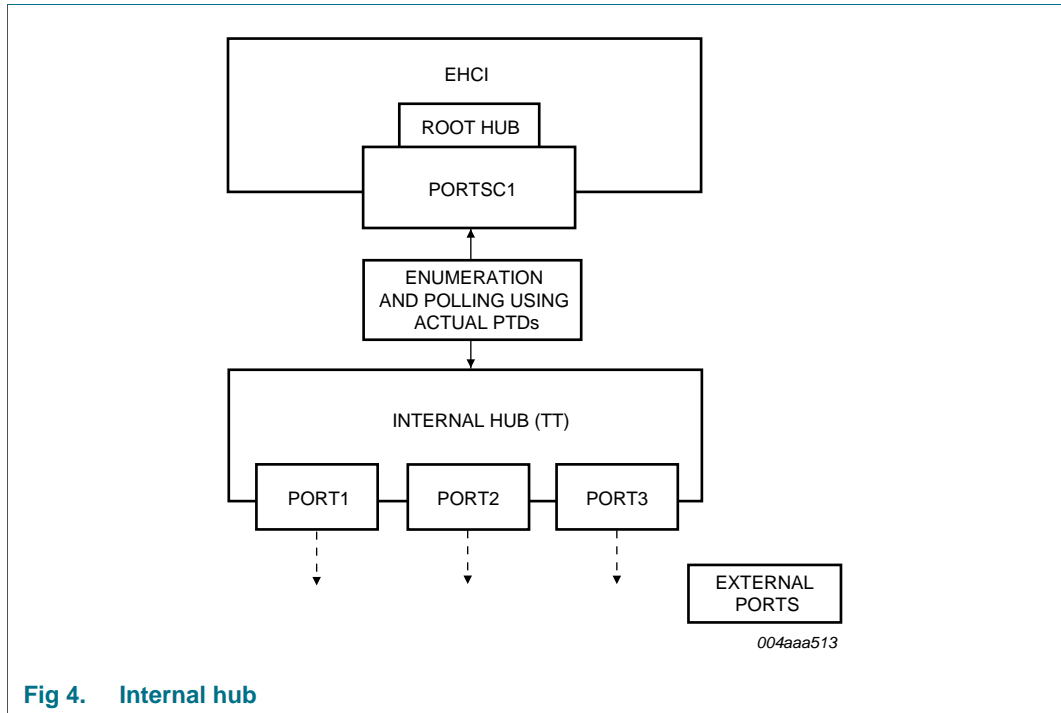 EHCI
ROOT HUB
PORTSC1
ENUMERATION
AND POLLING USING
ACTUAL PTDs
INTERNAL HUB (TT)
PORT1 PORT2 PORT3
EXTERNAL
PORTS
004aaa513
Fig 4. Internal hub